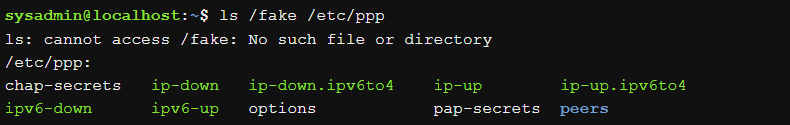 sysadmin@localhost:~$ ls /fake /etc/ppp
ls: cannot access /fake: No such file or directory
/etc/ppp:
chap-secrets   ip-down   ip-down.ipv6to4    ip-up        ip-up.ipv6to4
ipv6-down      ipv6-up   options            pap-secrets  peers